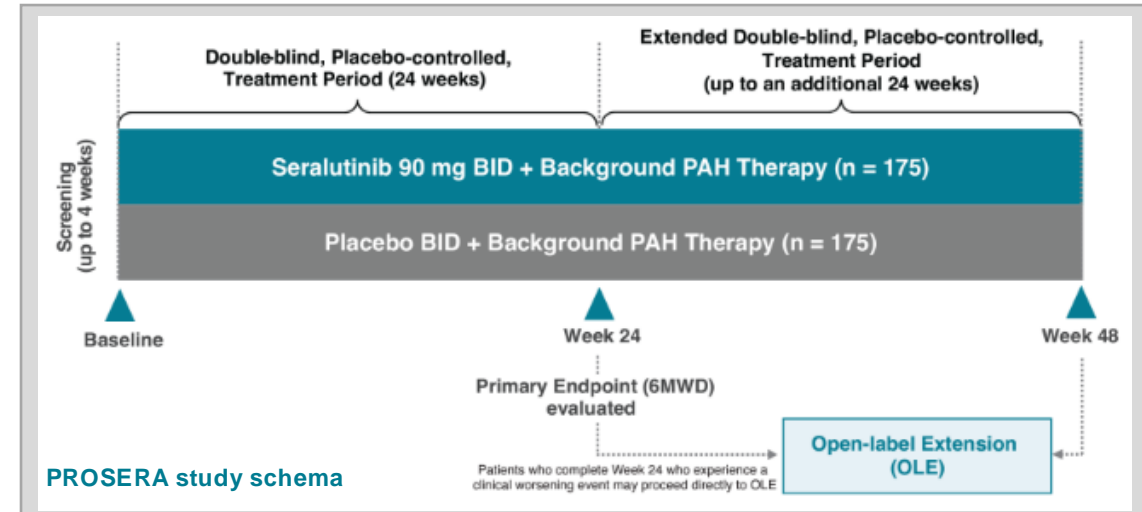 Double-blind, Placebo-controlled,
Treatment Period (24 weeks)
Extended Double-blind, Placebo-controlled,
Treatment Period
(up to an additional 24 weeks)
Screening
(up to 4 weeks)
Seralutinib 90 mg BID + Background PAH Therapy (n = 175)
Placebo BID + Background PAH Therapy (n = 175)
Baseline
Week 24
Week 48
Primary Endpoint (6MWD)
evaluated
Patients who complete Week 24 who experience a
clinical worsening event may proceed directly to OLE
Open-label Extension
(OLE)
PROSERA study schema